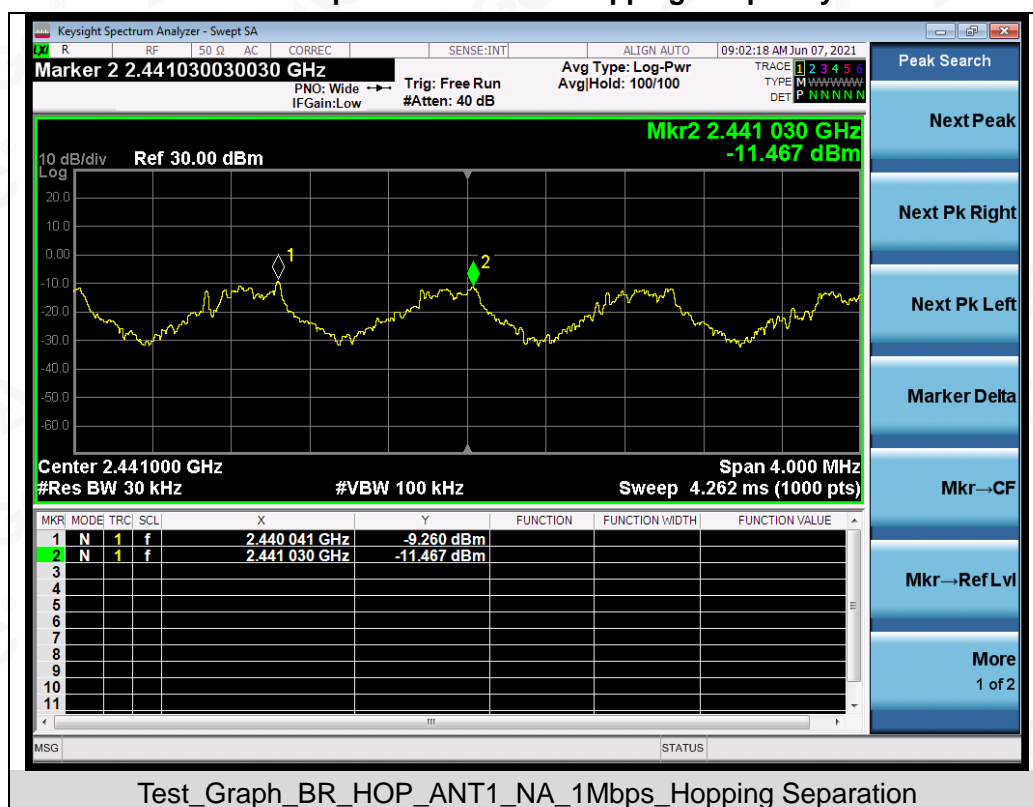 Keysight Spectrum Analyzer - Swept SA
LXI R RF 50 Ω AC CORREC SENSE:INT ALIGN AUTO 09:02:18 AM Jun 07, 2021
Marker 2 2.441030030030 GHz
PNO: Wide
IFGain:Low
Trig: Free Run
#Atten: 40 dB
Avg Type: Log-Pwr
Avg|Hold: 100/100
TRACE 1 2 3 4 5 6
TYPE M W W W W W
DET P N N N N N
Mkr2 2.441 030 GHz
-11.467 dBm
10 dB/div Ref 30.00 dBm
Log
20.0
10.0
0.00
-10.0
-20.0
-30.0
-40.0
-50.0
-60.0
1
2
Center 2.441000 GHz Span 4.000 MHz
#Res BW 30 kHz #VBW 100 kHz Sweep 4.262 ms (1000 pts)
MKR MODE TRC SCL X Y FUNCTION FUNCTION WIDTH FUNCTION VALUE
1 N 1 f 2.440 041 GHz -9.260 dBm
2 N 1 f 2.441 030 GHz -11.467 dBm
3
4
5
6
7
8
9
10
11
MSG STATUS
Peak Search
Next Peak
Next Pk Right
Next Pk Left
Marker Delta
Mkr→CF
Mkr→Ref Lvl
More
1 of 2
Test_Graph_BR_HOP_ANT1_NA_1Mbps_Hopping Separation